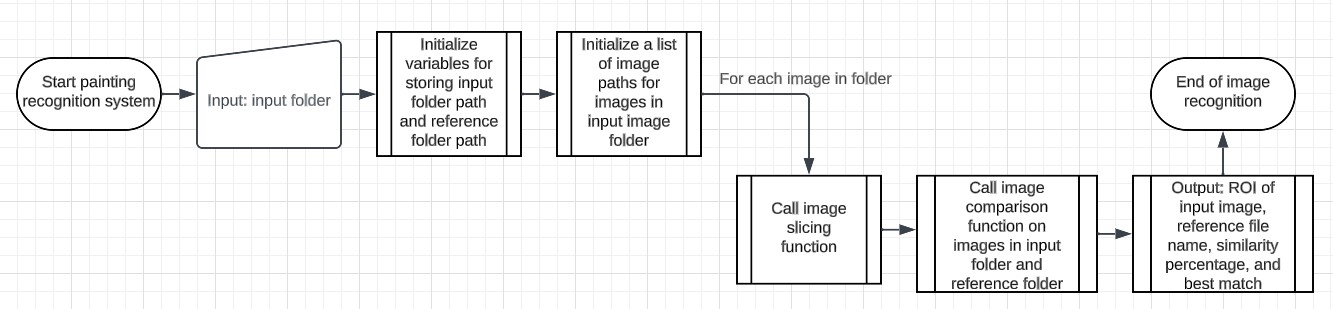 Start painting
recognition system
Input: input folder
Initialize
variables for
storing input
folder path
and reference
folder path
Initialize a list
of image
paths for
images in
input image
folder
For each image in folder
Call image
slicing
function
Call image
comparison
function on
images in input
folder and
reference folder
Output: ROI of
input image,
reference file
name, similarity
percentage, and
best match
End of image
recognition